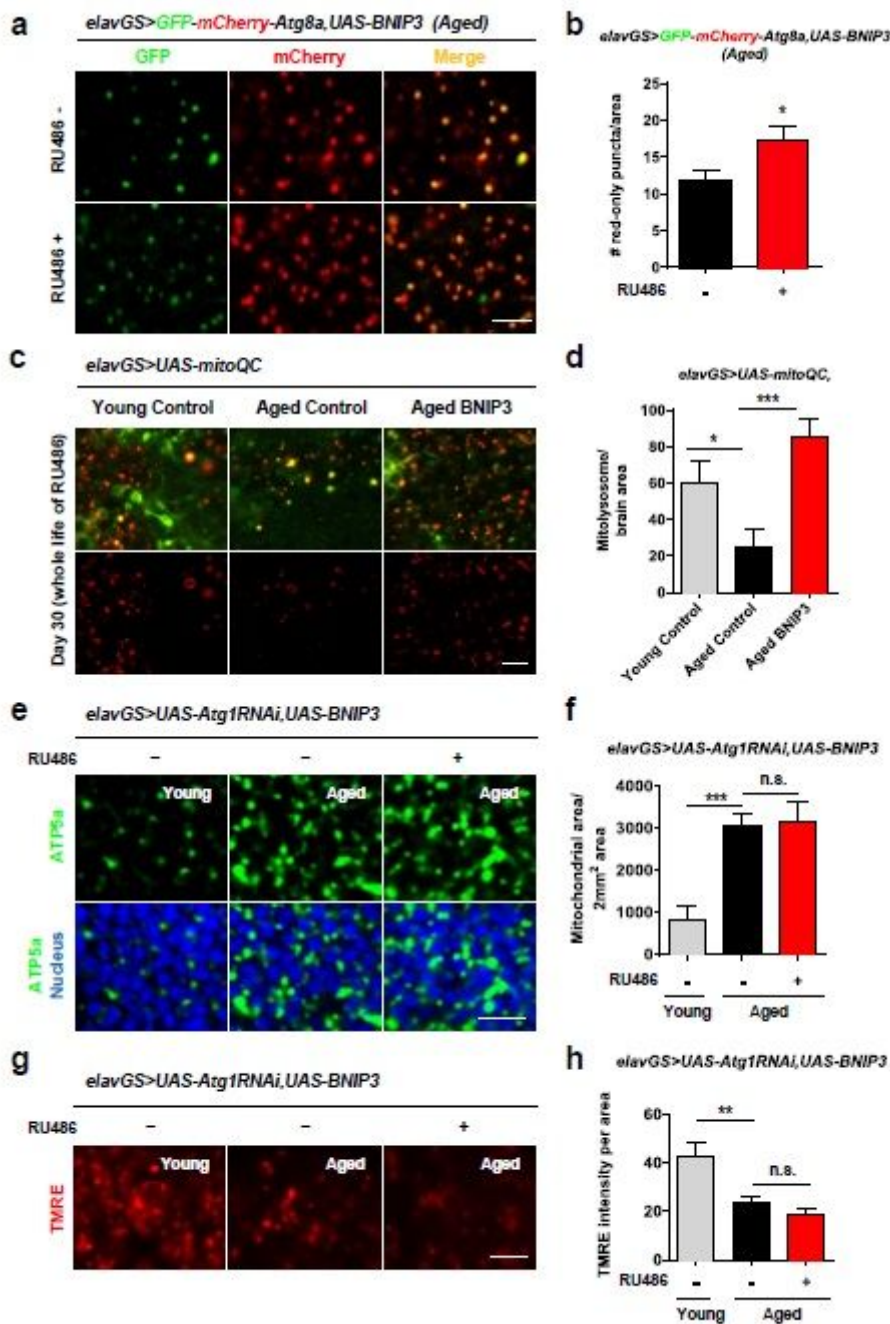 a
elavGS>GFP-mCherry-Atg8a,UAS-BNIP3 (Aged)
GFP mCherry Merge
RU486 -
RU486 +
b
elavGS>GFP-mCherry-Atg8a,UAS-BNIP3
(Aged)
# red-only puncta/area
25
20
15
10
5
0
*
RU486 - +
c
elavGS>UAS-mitoQC
Young Control Aged Control Aged BNIP3
Day 30 (whole life of RU486)
d
elavGS>UAS-mitoQC,
Mitolysosome/
brain area
100
80
60
40
20
0
* ***
Young Control
Aged Control
Aged BNIP3
e
elavGS>UAS-Atg1RNAi,UAS-BNIP3
RU486 – – +
Young Aged Aged
ATP5a
ATP5a
Nucleus
f
elavGS>UAS-Atg1RNAi,UAS-BNIP3
Mitochondrial area/
2mm² area
4000
3000
2000
1000
0
*** n.s.
RU486 - - +
Young Aged
g
elavGS>UAS-Atg1RNAi,UAS-BNIP3
RU486 – – +
Young Aged Aged
TMRE
h
elavGS>UAS-Atg1RNAi,UAS-BNIP3
TMRE intensity per area
60
40
20
0
** n.s.
RU486 - - +
Young Aged